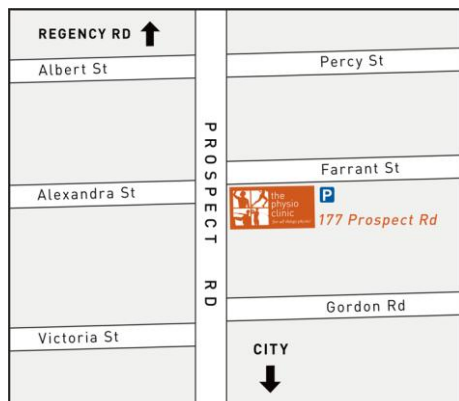 REGENCY RD
Albert St
Percy St
PROSPECT RD
Farrant St
Alexandra St
the
physio
clinic
P
177 Prospect Rd
Gordon Rd
Victoria St
CITY